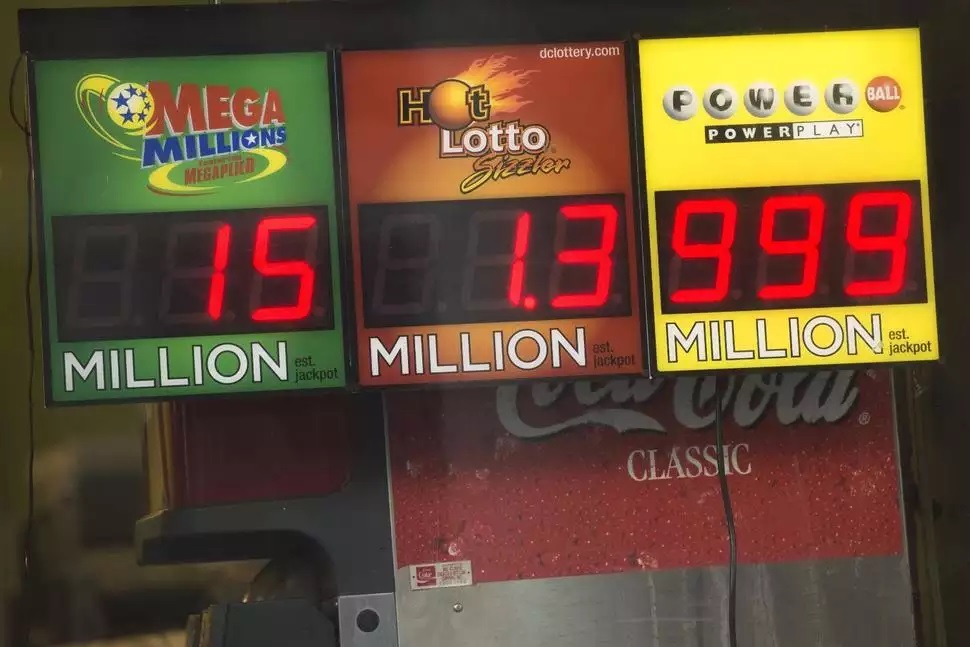 MEGA
MILLIONS
Featuring
MEGAPLIER
15
MILLION est.
jackpot
dclottery.com
Hot
Lotto
Sizzler
1.3
MILLION est.
jackpot
POWER BALL
POWERPLAY
999
MILLION est.
jackpot
Coca-Cola
CLASSIC